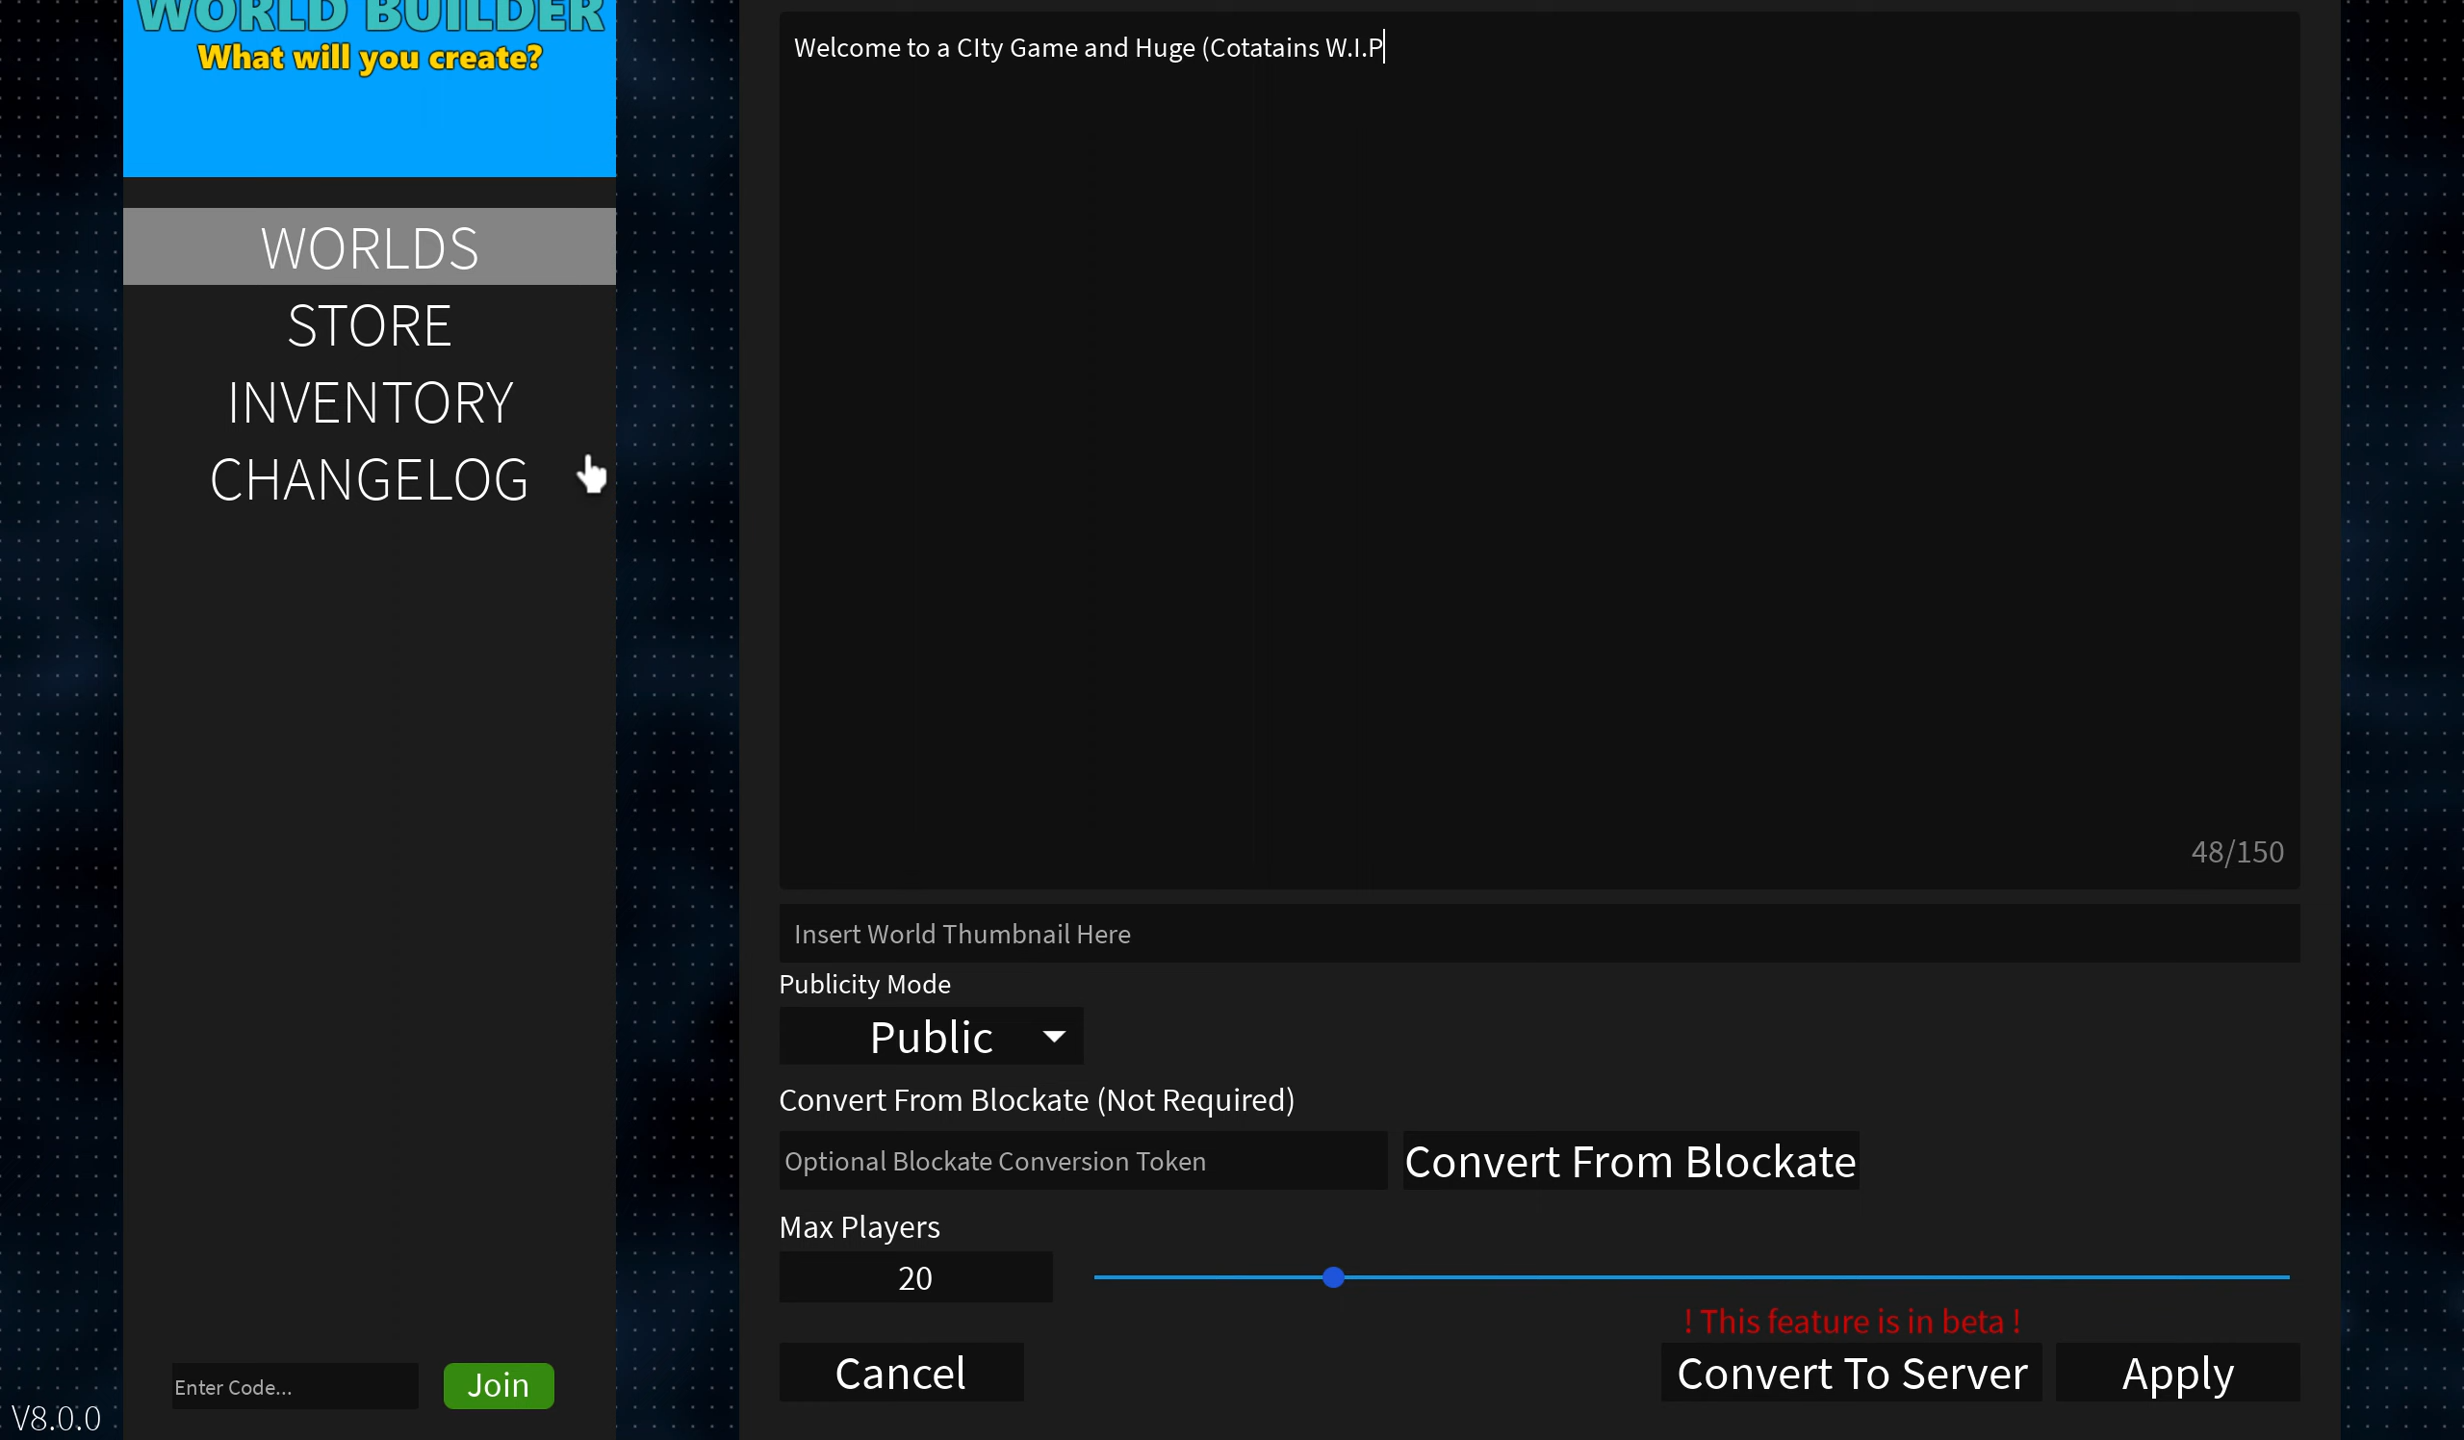 WORLD BUILDER
What will you create?
WORLDS
STORE
INVENTORY
CHANGELOG
Enter Code...
Join
V8.0.0
Welcome to a CIty Game and Huge (Cotatains W.I.P
48/150
Insert World Thumbnail Here
Publicity Mode
Public
Convert From Blockate (Not Required)
Optional Blockate Conversion Token
Convert From Blockate
Max Players
20
! This feature is in beta !
Cancel
Convert To Server
Apply